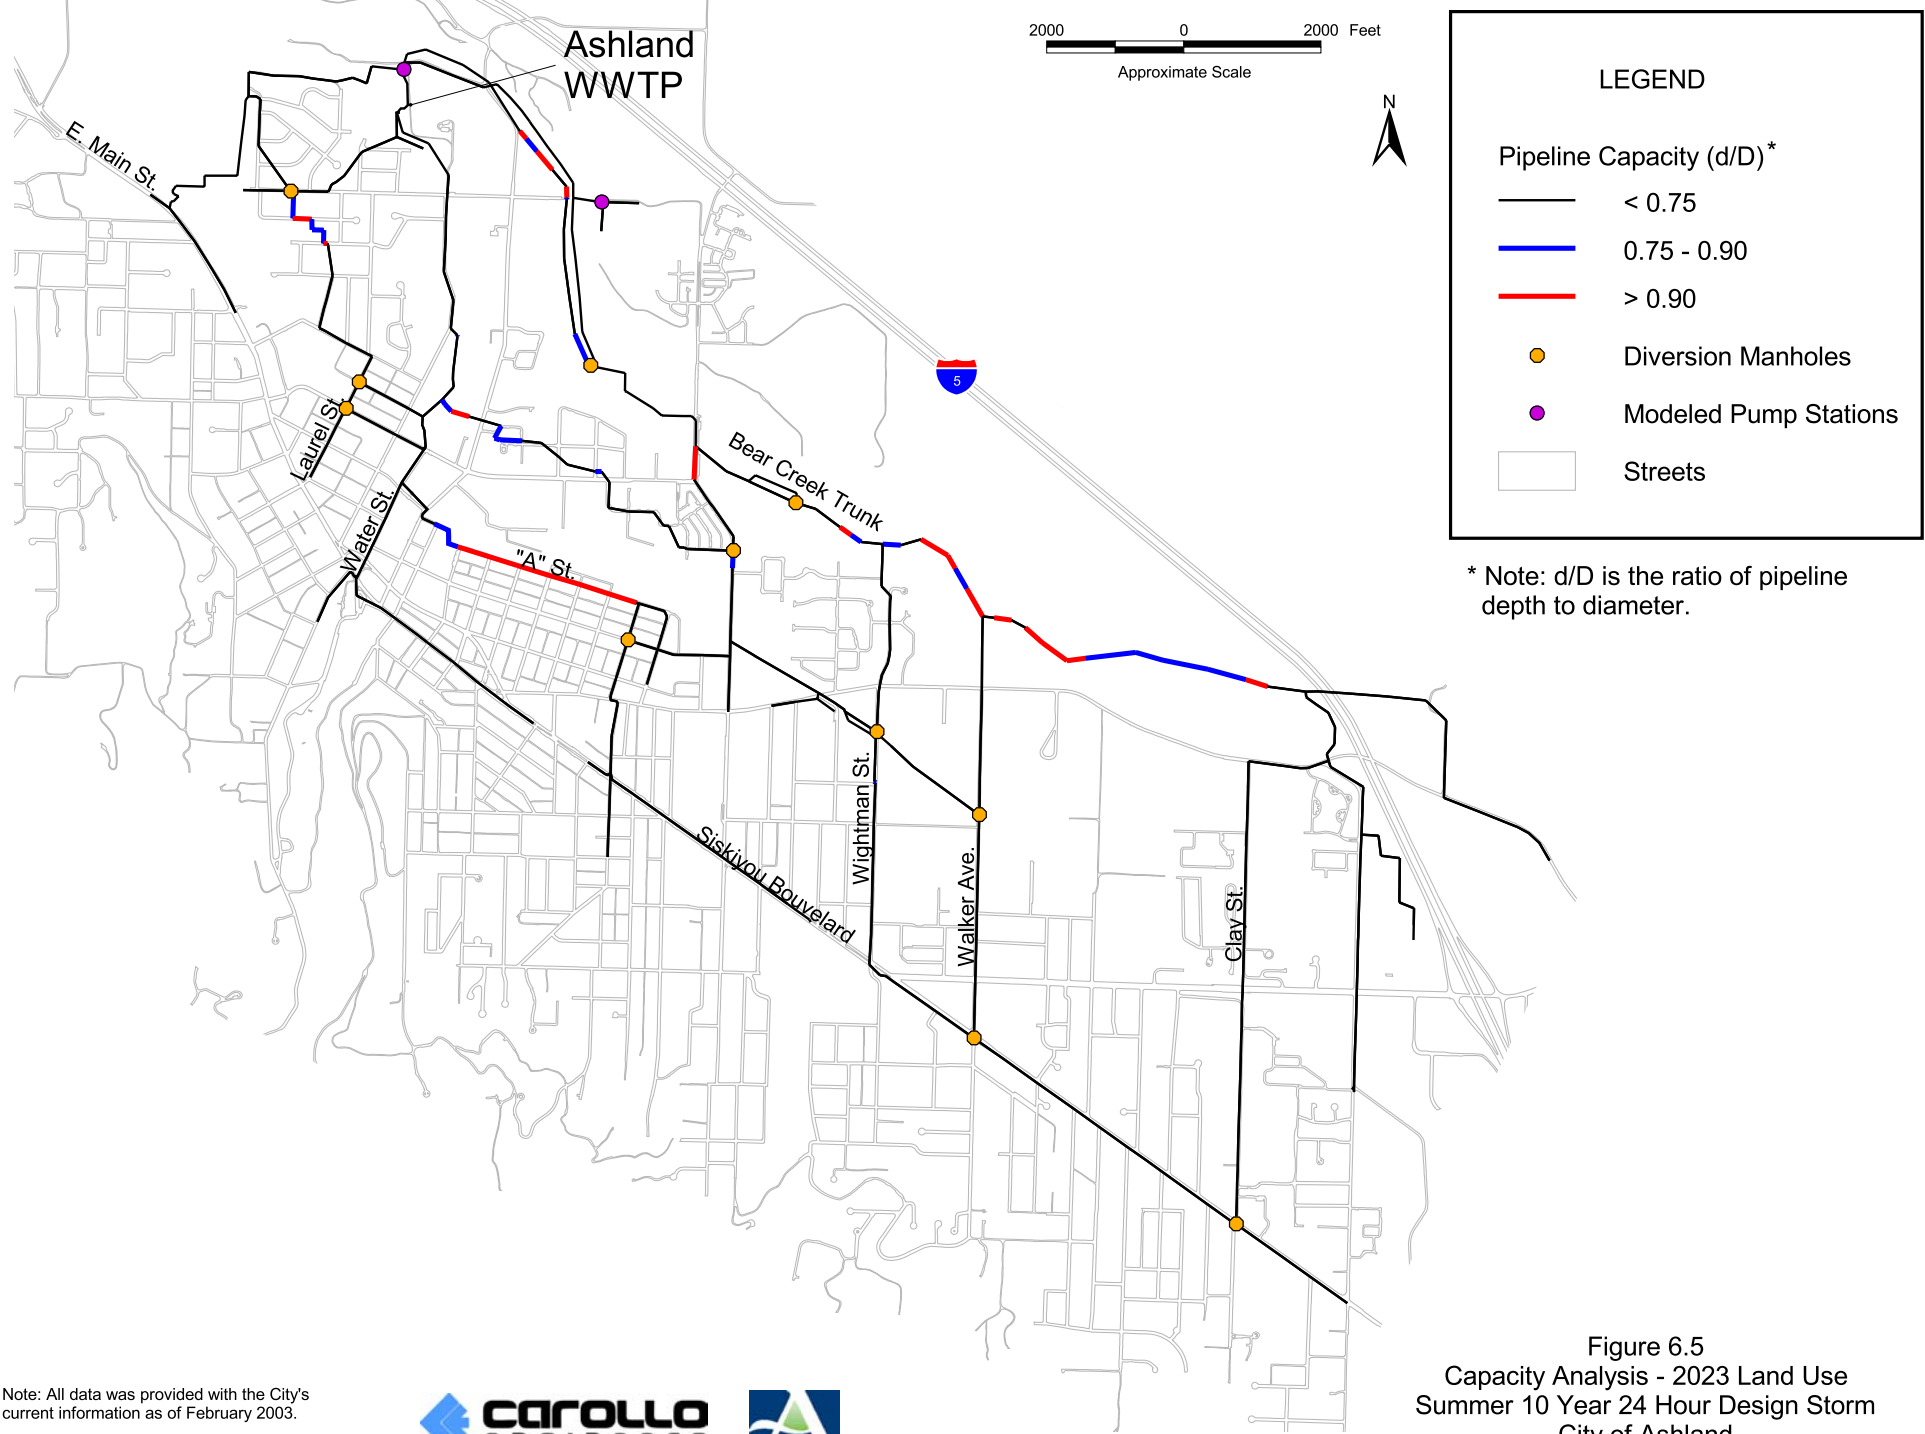 Ashland
WWTP
2000 0 2000 Feet
Approximate Scale
N
LEGEND
Pipeline Capacity (d/D)*
< 0.75
0.75 - 0.90
> 0.90
Diversion Manholes
Modeled Pump Stations
Streets
* Note: d/D is the ratio of pipeline
depth to diameter.
E. Main St.
5
Laurel St.
Bear Creek Trunk
Water St.
"A" St.
Wightman St.
Siskiyou Bouvelard
Walker Ave.
Clay St.
Figure 6.5
Capacity Analysis - 2023 Land Use
Summer 10 Year 24 Hour Design Storm
City of Ashland
Note: All data was provided with the City's
current information as of February 2003.
carollo